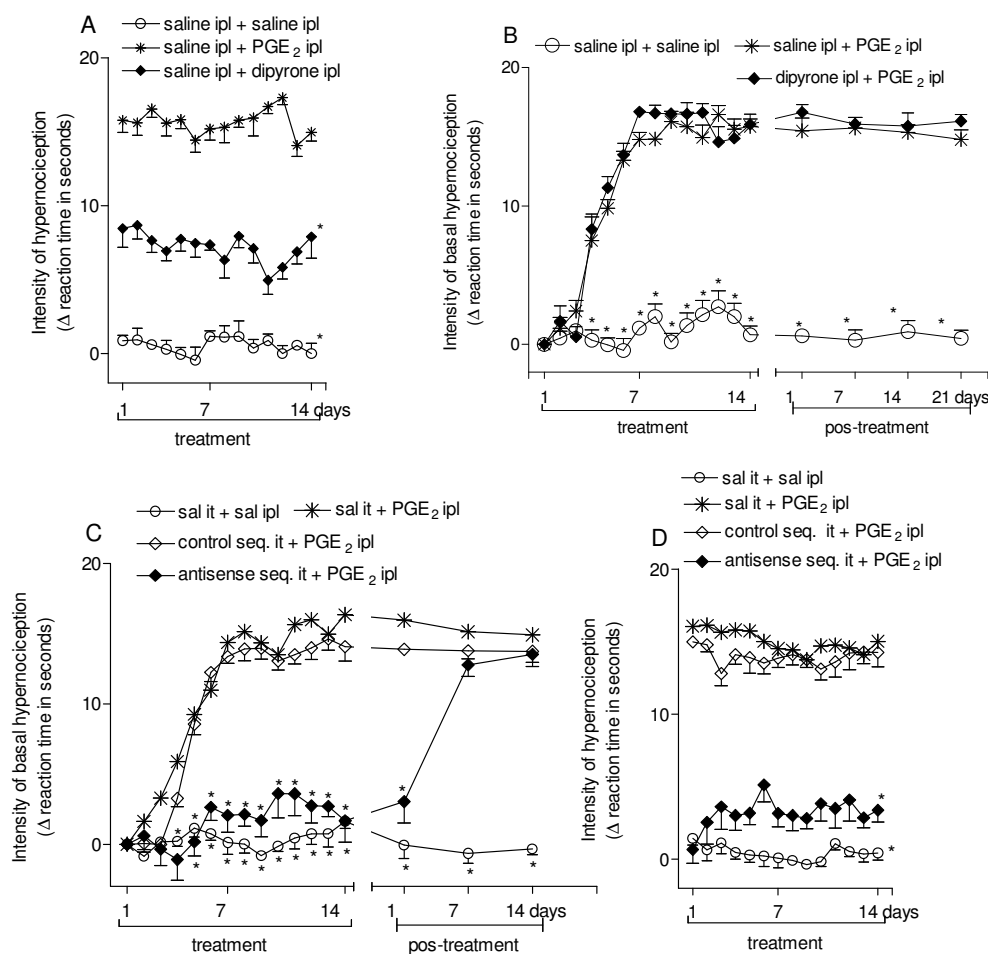 A
saline ipl + saline ipl
saline ipl + PGE2 ipl
saline ipl + dipyrone ipl
Intensity of hypernociception
(Δ reaction time in seconds)
20
10
0
*
*
1 7 14 days
treatment
B
saline ipl + saline ipl saline ipl + PGE2 ipl
dipyrone ipl + PGE2 ipl
Intensity of basal hypernociception
(Δ reaction time in seconds)
20
10
0
* * * * * * * * * * * *
* * * *
1 7 14 1 7 14 21 days
treatment pos-treatment
C
sal it + sal ipl sal it + PGE2 ipl
control seq. it + PGE2 ipl
antisense seq. it + PGE2 ipl
Intensity of basal hypernociception
(Δ reaction time in seconds)
20
10
0
* * * * * * * * * * * *
* * * * * * * * * *
* * *
1 7 14 1 7 14 days
treatment pos-treatment
D
sal it + sal ipl
sal it + PGE2 ipl
control seq. it + PGE2 ipl
antisense seq. it + PGE2 ipl
Intensity of hypernociception
(Δ reaction time in seconds)
20
10
0
*
*
1 7 14 days
treatment